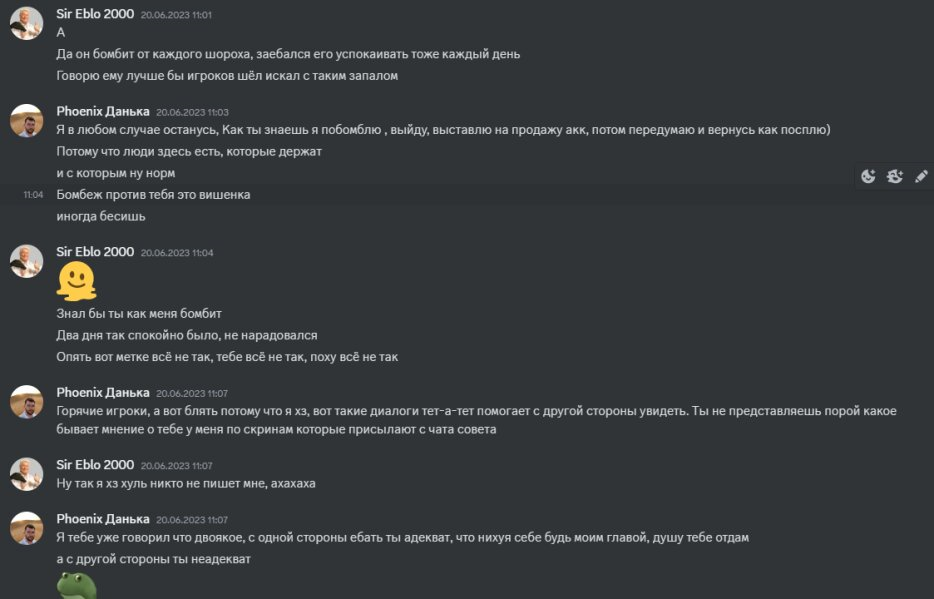 Sir Eblo 2000 20.06.2023 11:01
А
Да он бомбит от каждого шороха, заебался его успокаивать тоже каждый день
Говорю ему лучше бы игроков шёл искал с таким запалом
Phoenix Данька 20.06.2023 11:03
Я в любом случае останусь, Как ты знаешь я побомблю , выйду, выставлю на продажу акк, потом передумаю и вернусь как посплю)
Потому что люди здесь есть, которые держат
и с которым ну норм
11:04 Бомбеж против тебя это вишенка
иногда бесишь
Sir Eblo 2000 20.06.2023 11:04
Знал бы ты как меня бомбит
Два дня так спокойно было, не нарадовался
Опять вот метке всё не так, тебе всё не так, поху всё не так
Phoenix Данька 20.06.2023 11:07
Горячие игроки, а вот блять потому что я хз, вот такие диалоги тет-а-тет помогает с другой стороны увидеть. Ты не представляешь порой какое
бывает мнение о тебе у меня по скринам которые присылают с чата совета
Sir Eblo 2000 20.06.2023 11:07
Ну так я хз хуль никто не пишет мне, ахахаха
Phoenix Данька 20.06.2023 11:07
Я тебе уже говорил что двоякое, с одной стороны ебать ты адекват, что нихуя себе будь моим главой, душу тебе отдам
а с другой стороны ты неадекват